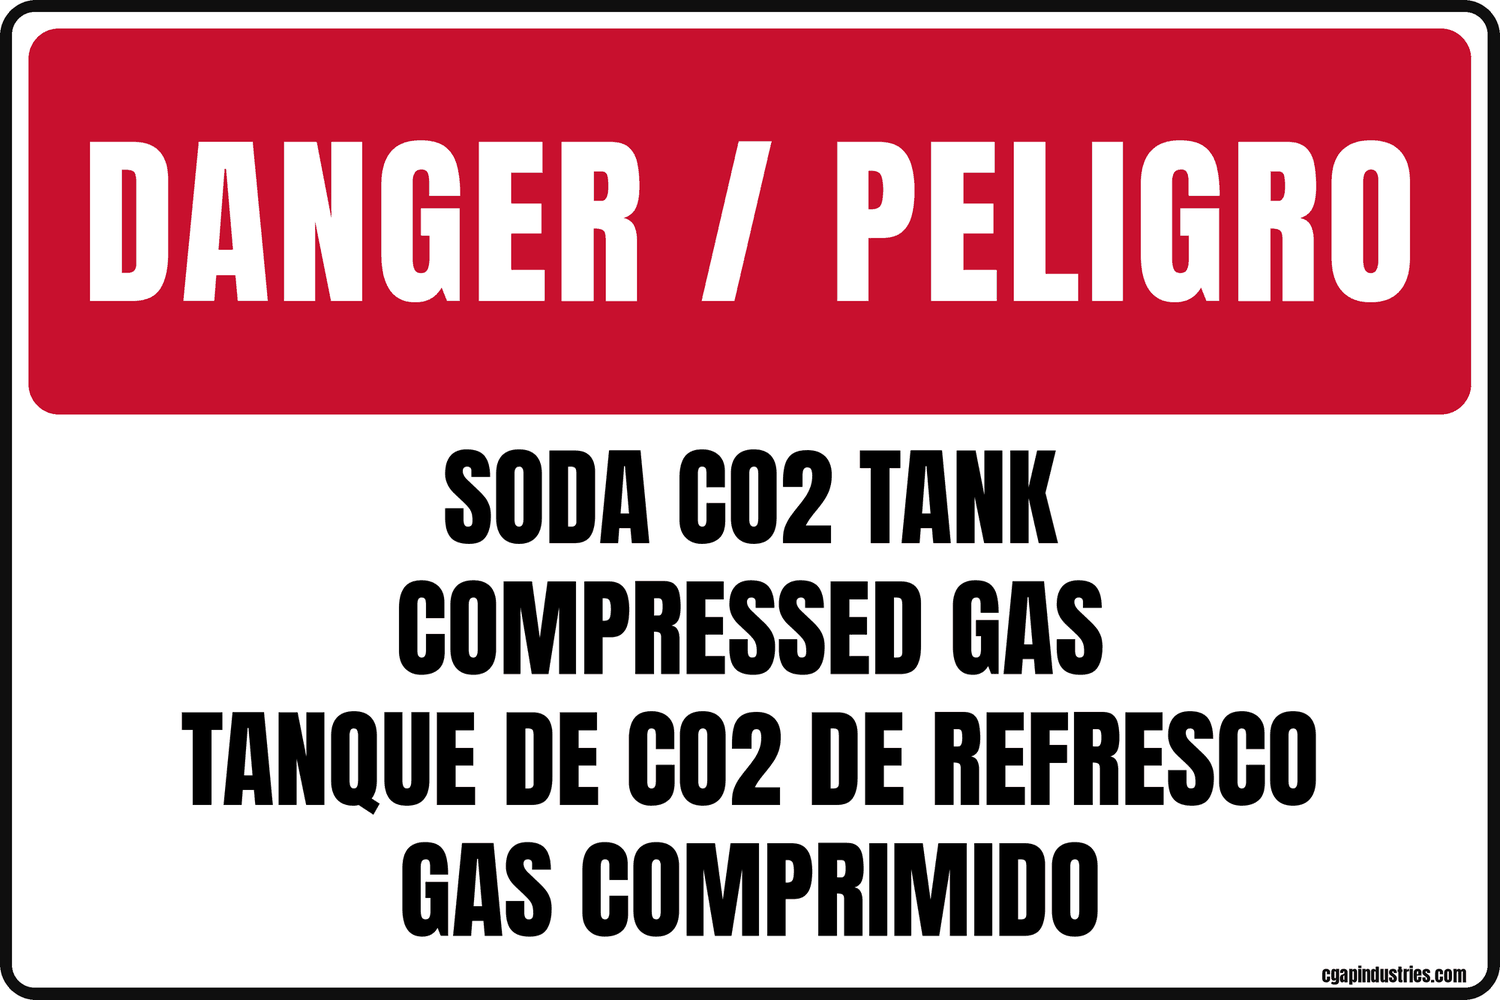 DANGER / PELIGRO
SODA CO2 TANK
COMPRESSED GAS
TANQUE DE CO2 DE REFRESCO
GAS COMPRIMIDO
cgapindustries.com